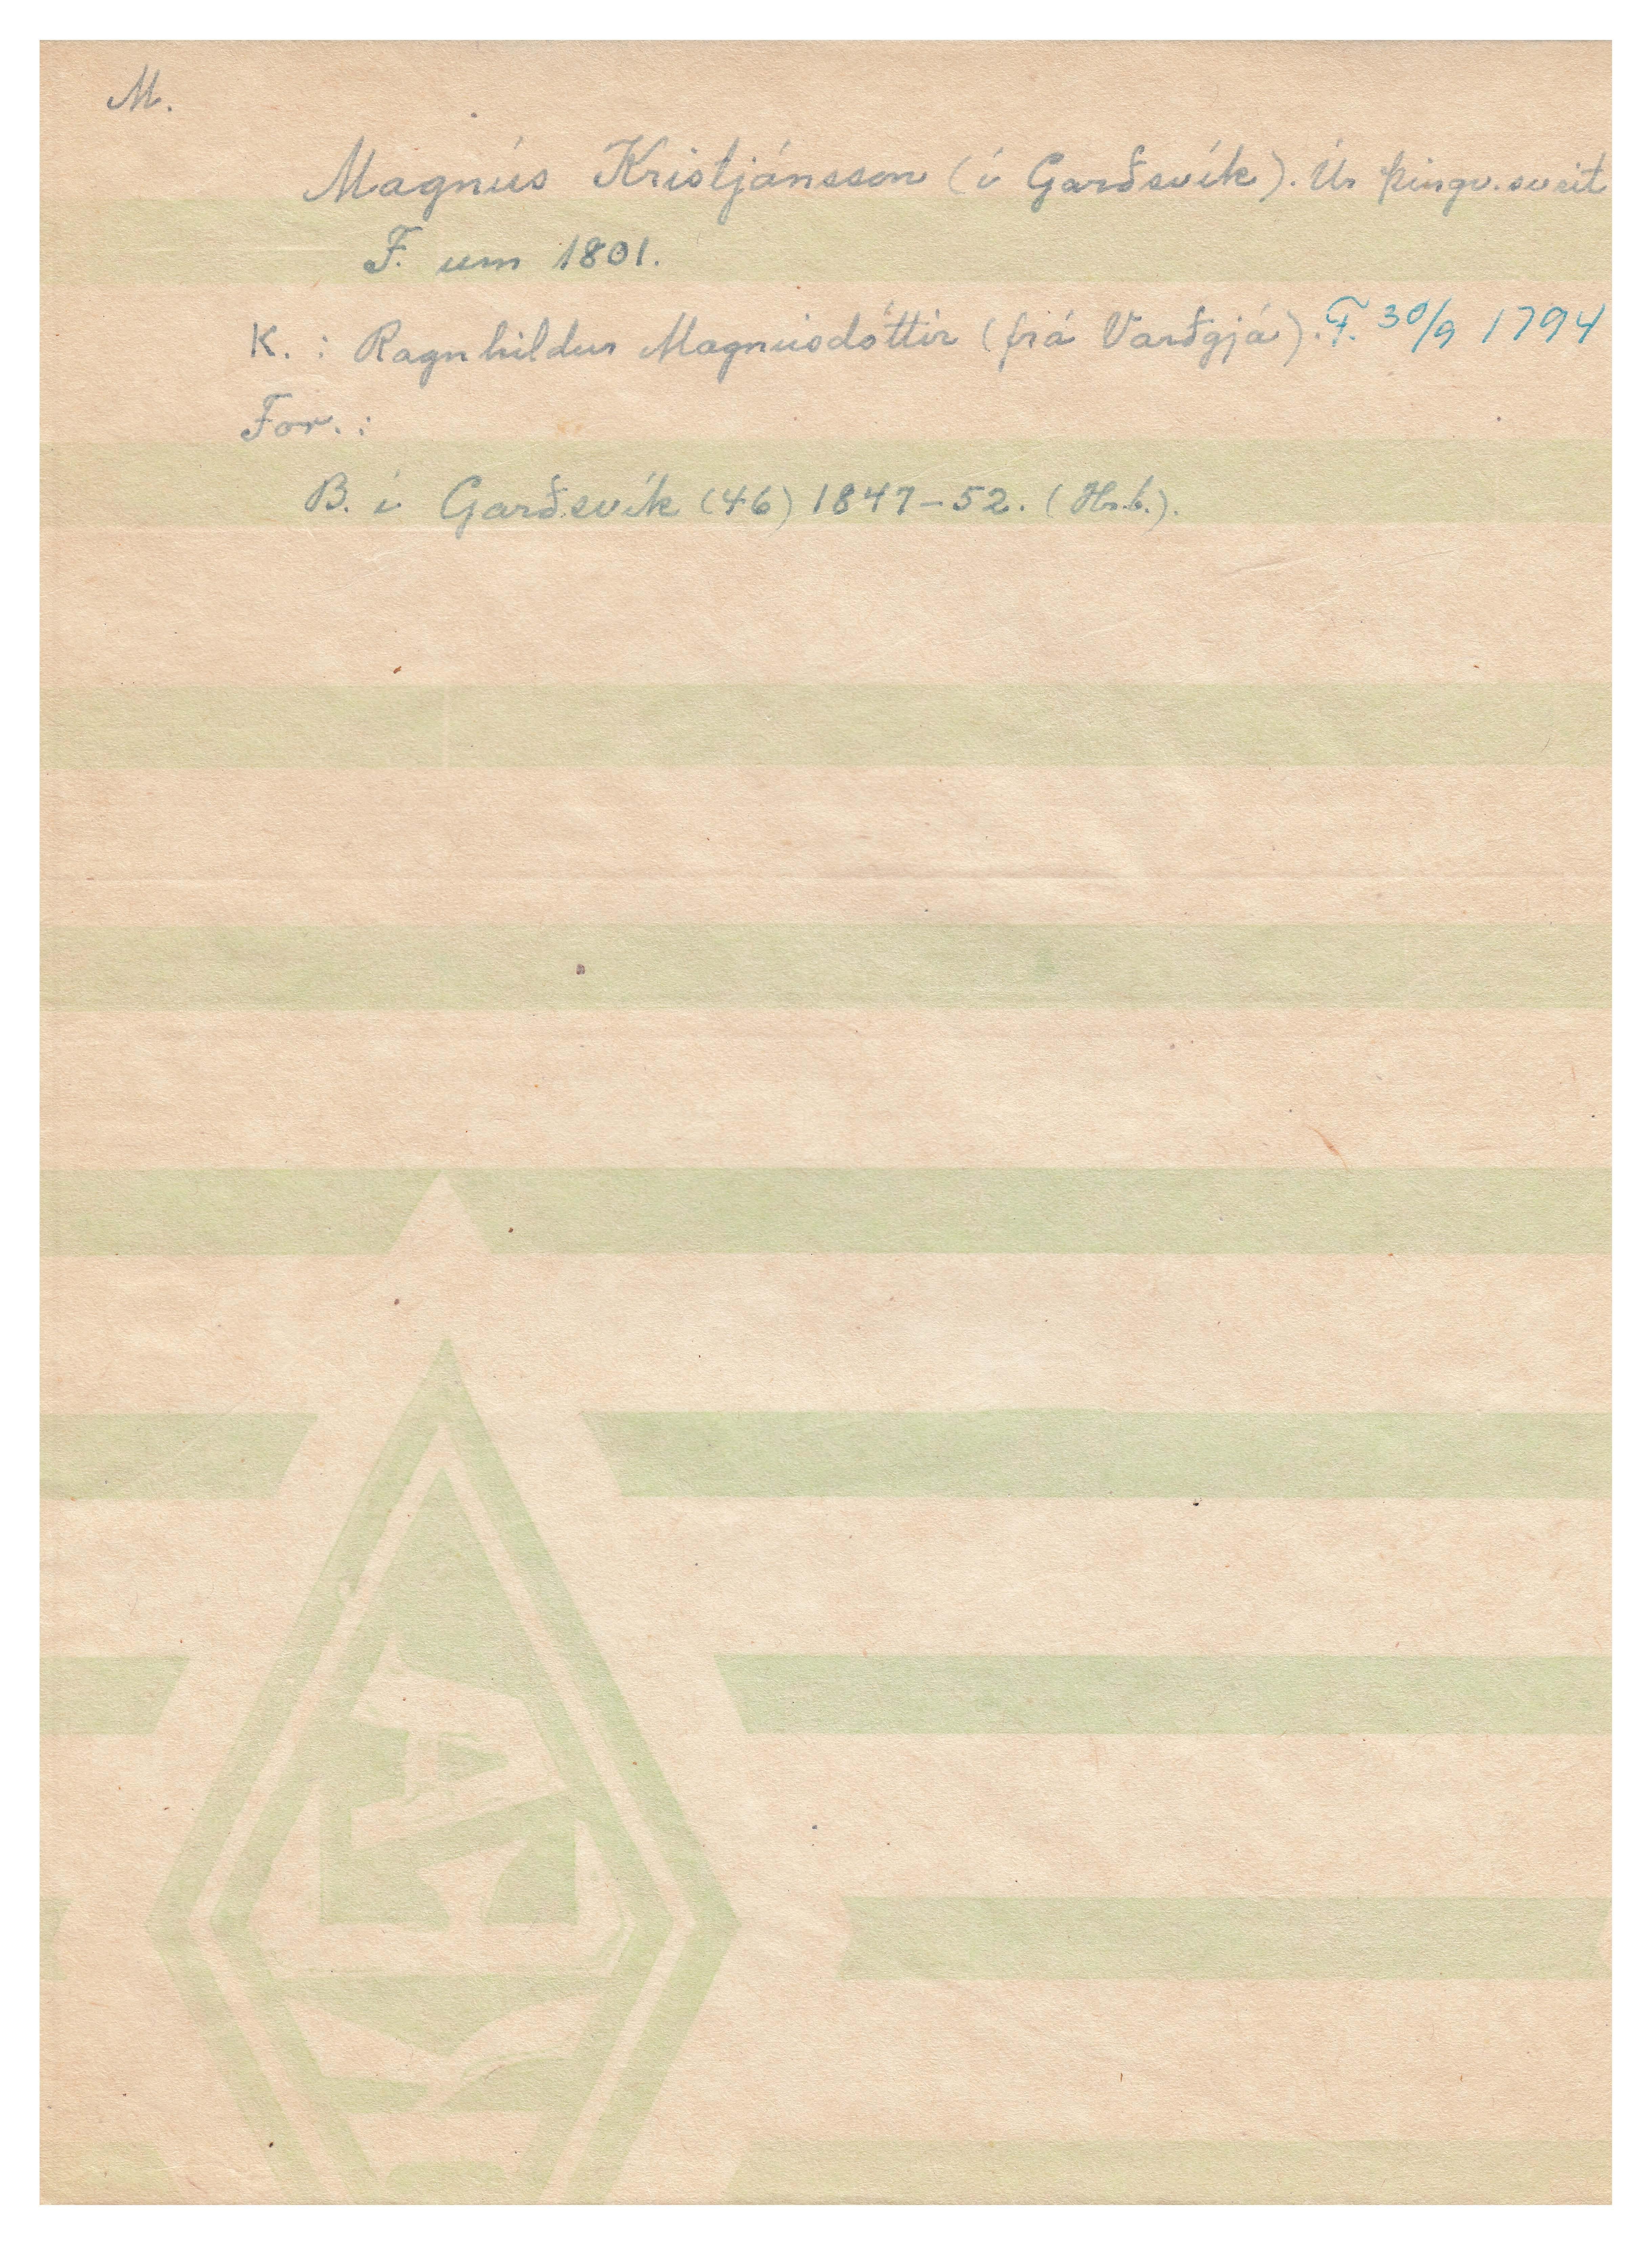 M.
Magnús Kristjánsson (í Garðsvík). Úr Þingv.sveit
F. um 1801.
K. : Ragnhildur Magnúsdóttir (frá Varðgjá). F. 30/9 1794
For. :
B. í Garðsvík (46) 1847-52. (Hr.b.).